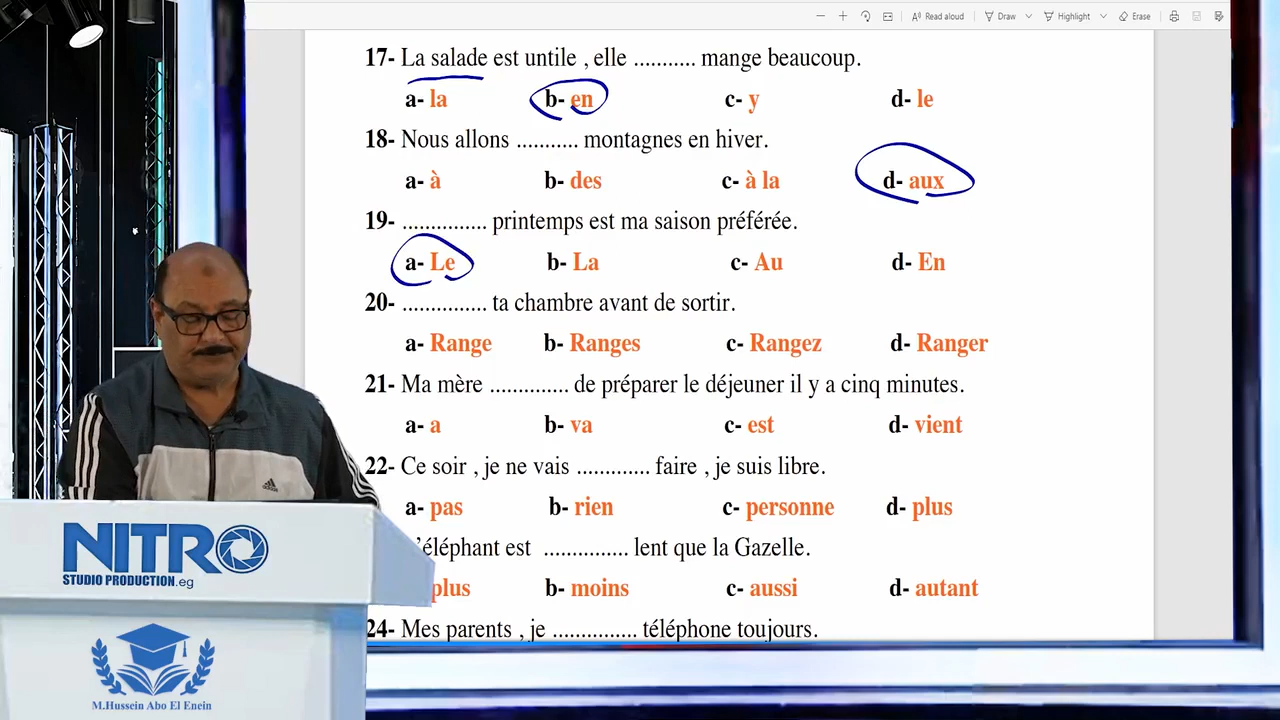 Read aloud Draw Highlight Erase
17- La salade est untile , elle ........... mange beaucoup.
a- la b- en c- y d- le
18- Nous allons ........... montagnes en hiver.
a- à b- des c- à la d- aux
19- ............... printemps est ma saison préférée.
a- Le b- La c- Au d- En
20- ............... ta chambre avant de sortir.
a- Range b- Ranges c- Rangez d- Ranger
21- Ma mère .............. de préparer le déjeuner il y a cinq minutes.
a- a b- va c- est d- vient
22- Ce soir , je ne vais ............. faire , je suis libre.
a- pas b- rien c- personne d- plus
'éléphant est ............... lent que la Gazelle.
plus b- moins c- aussi d- autant
24- Mes parents , je ............... téléphone toujours.
adidas
NITRO
STUDIO PRODUCTION.eg
M.Hussein Abo El Enein